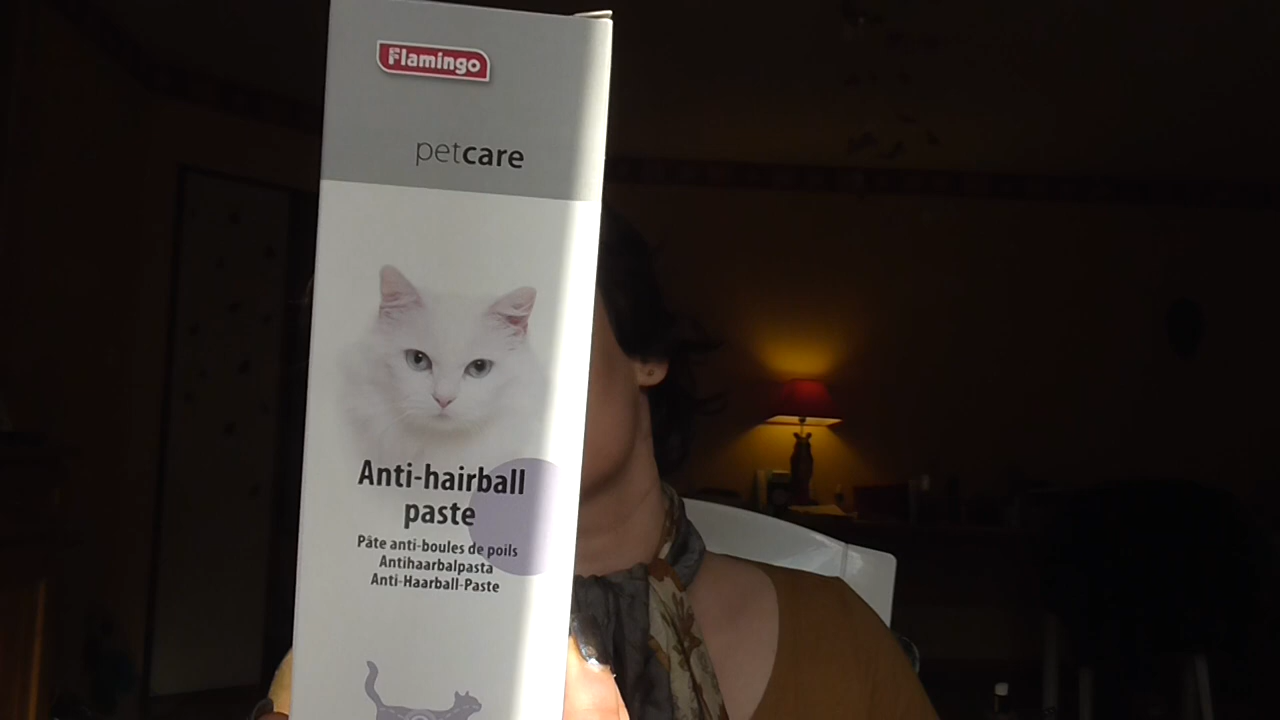 Flamingo
petcare
Anti-hairball
paste
Pâte anti-boules de poils
Antihaarbalpasta
Anti-Haarball-Paste